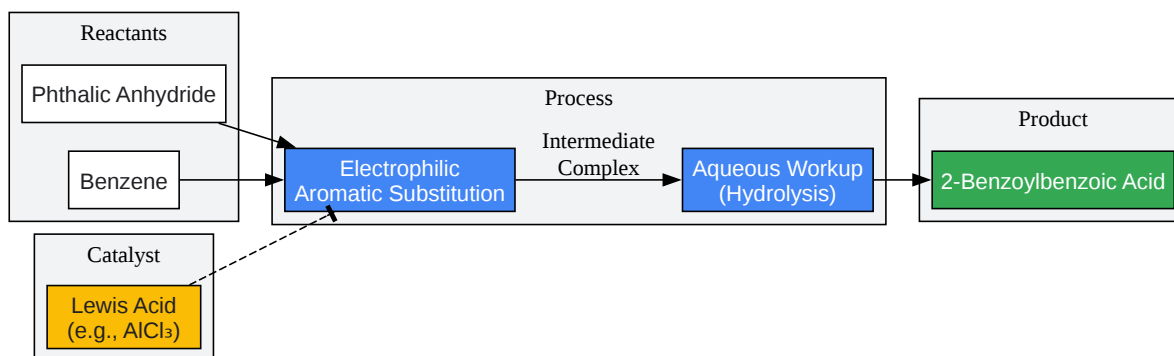 Reactants
Phthalic Anhydride
Benzene
Catalyst
Lewis Acid
(e.g., AlCl₃)
Process
Electrophilic
Aromatic Substitution
Intermediate
Complex
Aqueous Workup
(Hydrolysis)
Product
2-Benzoylbenzoic Acid